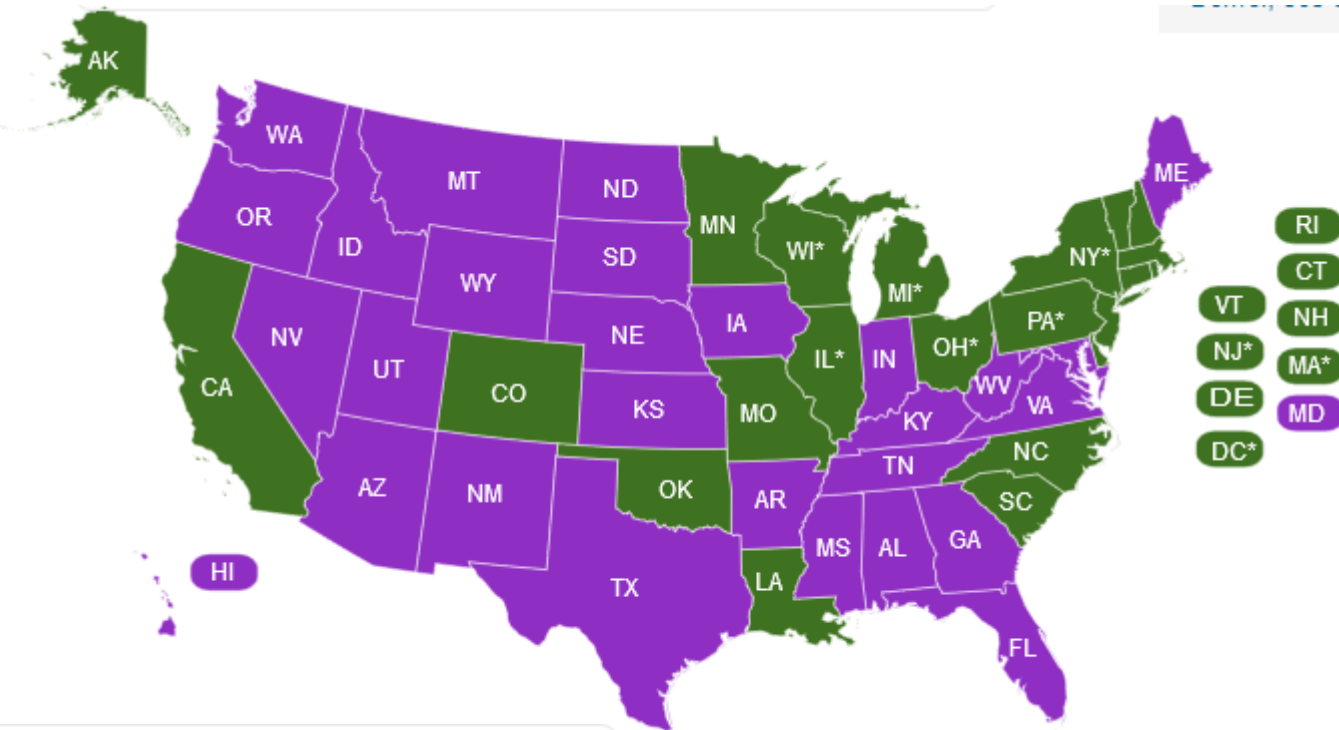 AK
WA
MT
ND
MN
ME
OR
ID
SD
WI*
NY*
RI
WY
MI*
CT
VT
NH
NV
NE
IA
PA*
NJ*
MA*
UT
CO
IL*
IN
OH*
CA
KS
MO
WV
VA
DE
MD
KY
AZ
NM
OK
AR
TN
NC
DC*
SC
HI
TX
LA
MS
AL
GA
FL